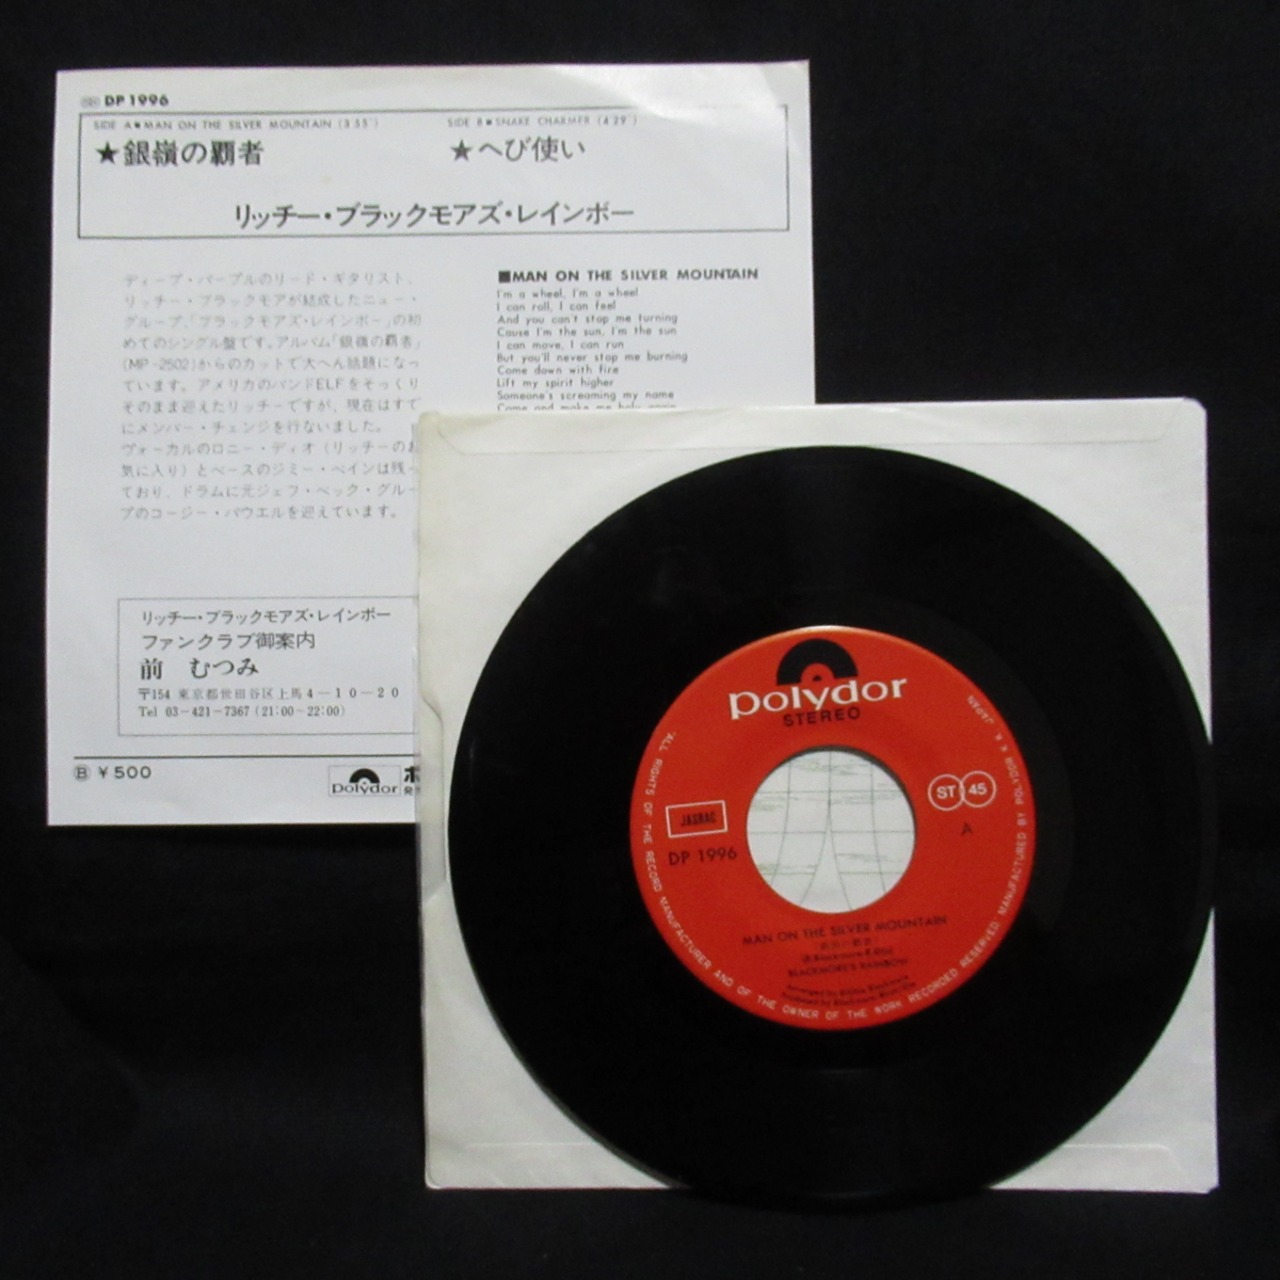 DP 1996
SIDE A■MAN ON THE SILVER MOUNTAIN (3′55″)
★銀嶺の覇者
SIDE B■SNAKE CHARMER (4′29″)
★へび使い
リッチー・ブラックモアズ・レインボー
ディープ・パープルのリード・ギタリスト、
リッチー・ブラックモアが結成したニュー・
グループ、「ブラックモアズ・レインボー」の初
めてのシングル盤です。アルバム「銀嶺の覇者」
(MP-2502)からのカットで大へん話題になっ
ています。アメリカのバンドELFをそっくり
そのまま迎えたリッチーですが、現在はすで
にメンバー・チェンジを行ないました。
ヴォーカルのロニー・ディオ(リッチーのお
気に入り)とベースのジミー・ベインは残っ
ており、ドラムに元ジェフ・ベック・グルー
プのコージー・パウエルを迎えています。
■MAN ON THE SILVER MOUNTAIN
I'm a wheel, I'm a wheel
I can roll, I can feel
And you can't stop me turning
Cause I'm the sun, I'm the sun
I can move, I can run
But you'll never stop me burning
Come down with fire
Lift my spirit higher
Someone's screaming my name
Come and make me holy again
リッチー・ブラックモアズ・レインボー
ファンクラブ御案内
前 むつみ
〒154 東京都世田谷区上馬4-10-20
Tel 03-421-7367 (21:00~22:00)
Ⓑ ¥500
polydor
polydor
STEREO
JASRAC
DP 1996
ST 45
A
MAN ON THE SILVER MOUNTAIN
(銀嶺の覇者)
BLACKMORE'S RAINBOW
Arranged by Ritchie Blackmore
ALL RIGHTS OF THE RECORD MANUFACTURER AND OF THE OWNER OF THE WORK RECORDED RESERVED. MANUFACTURED BY POLYDOR K.K. JAPAN